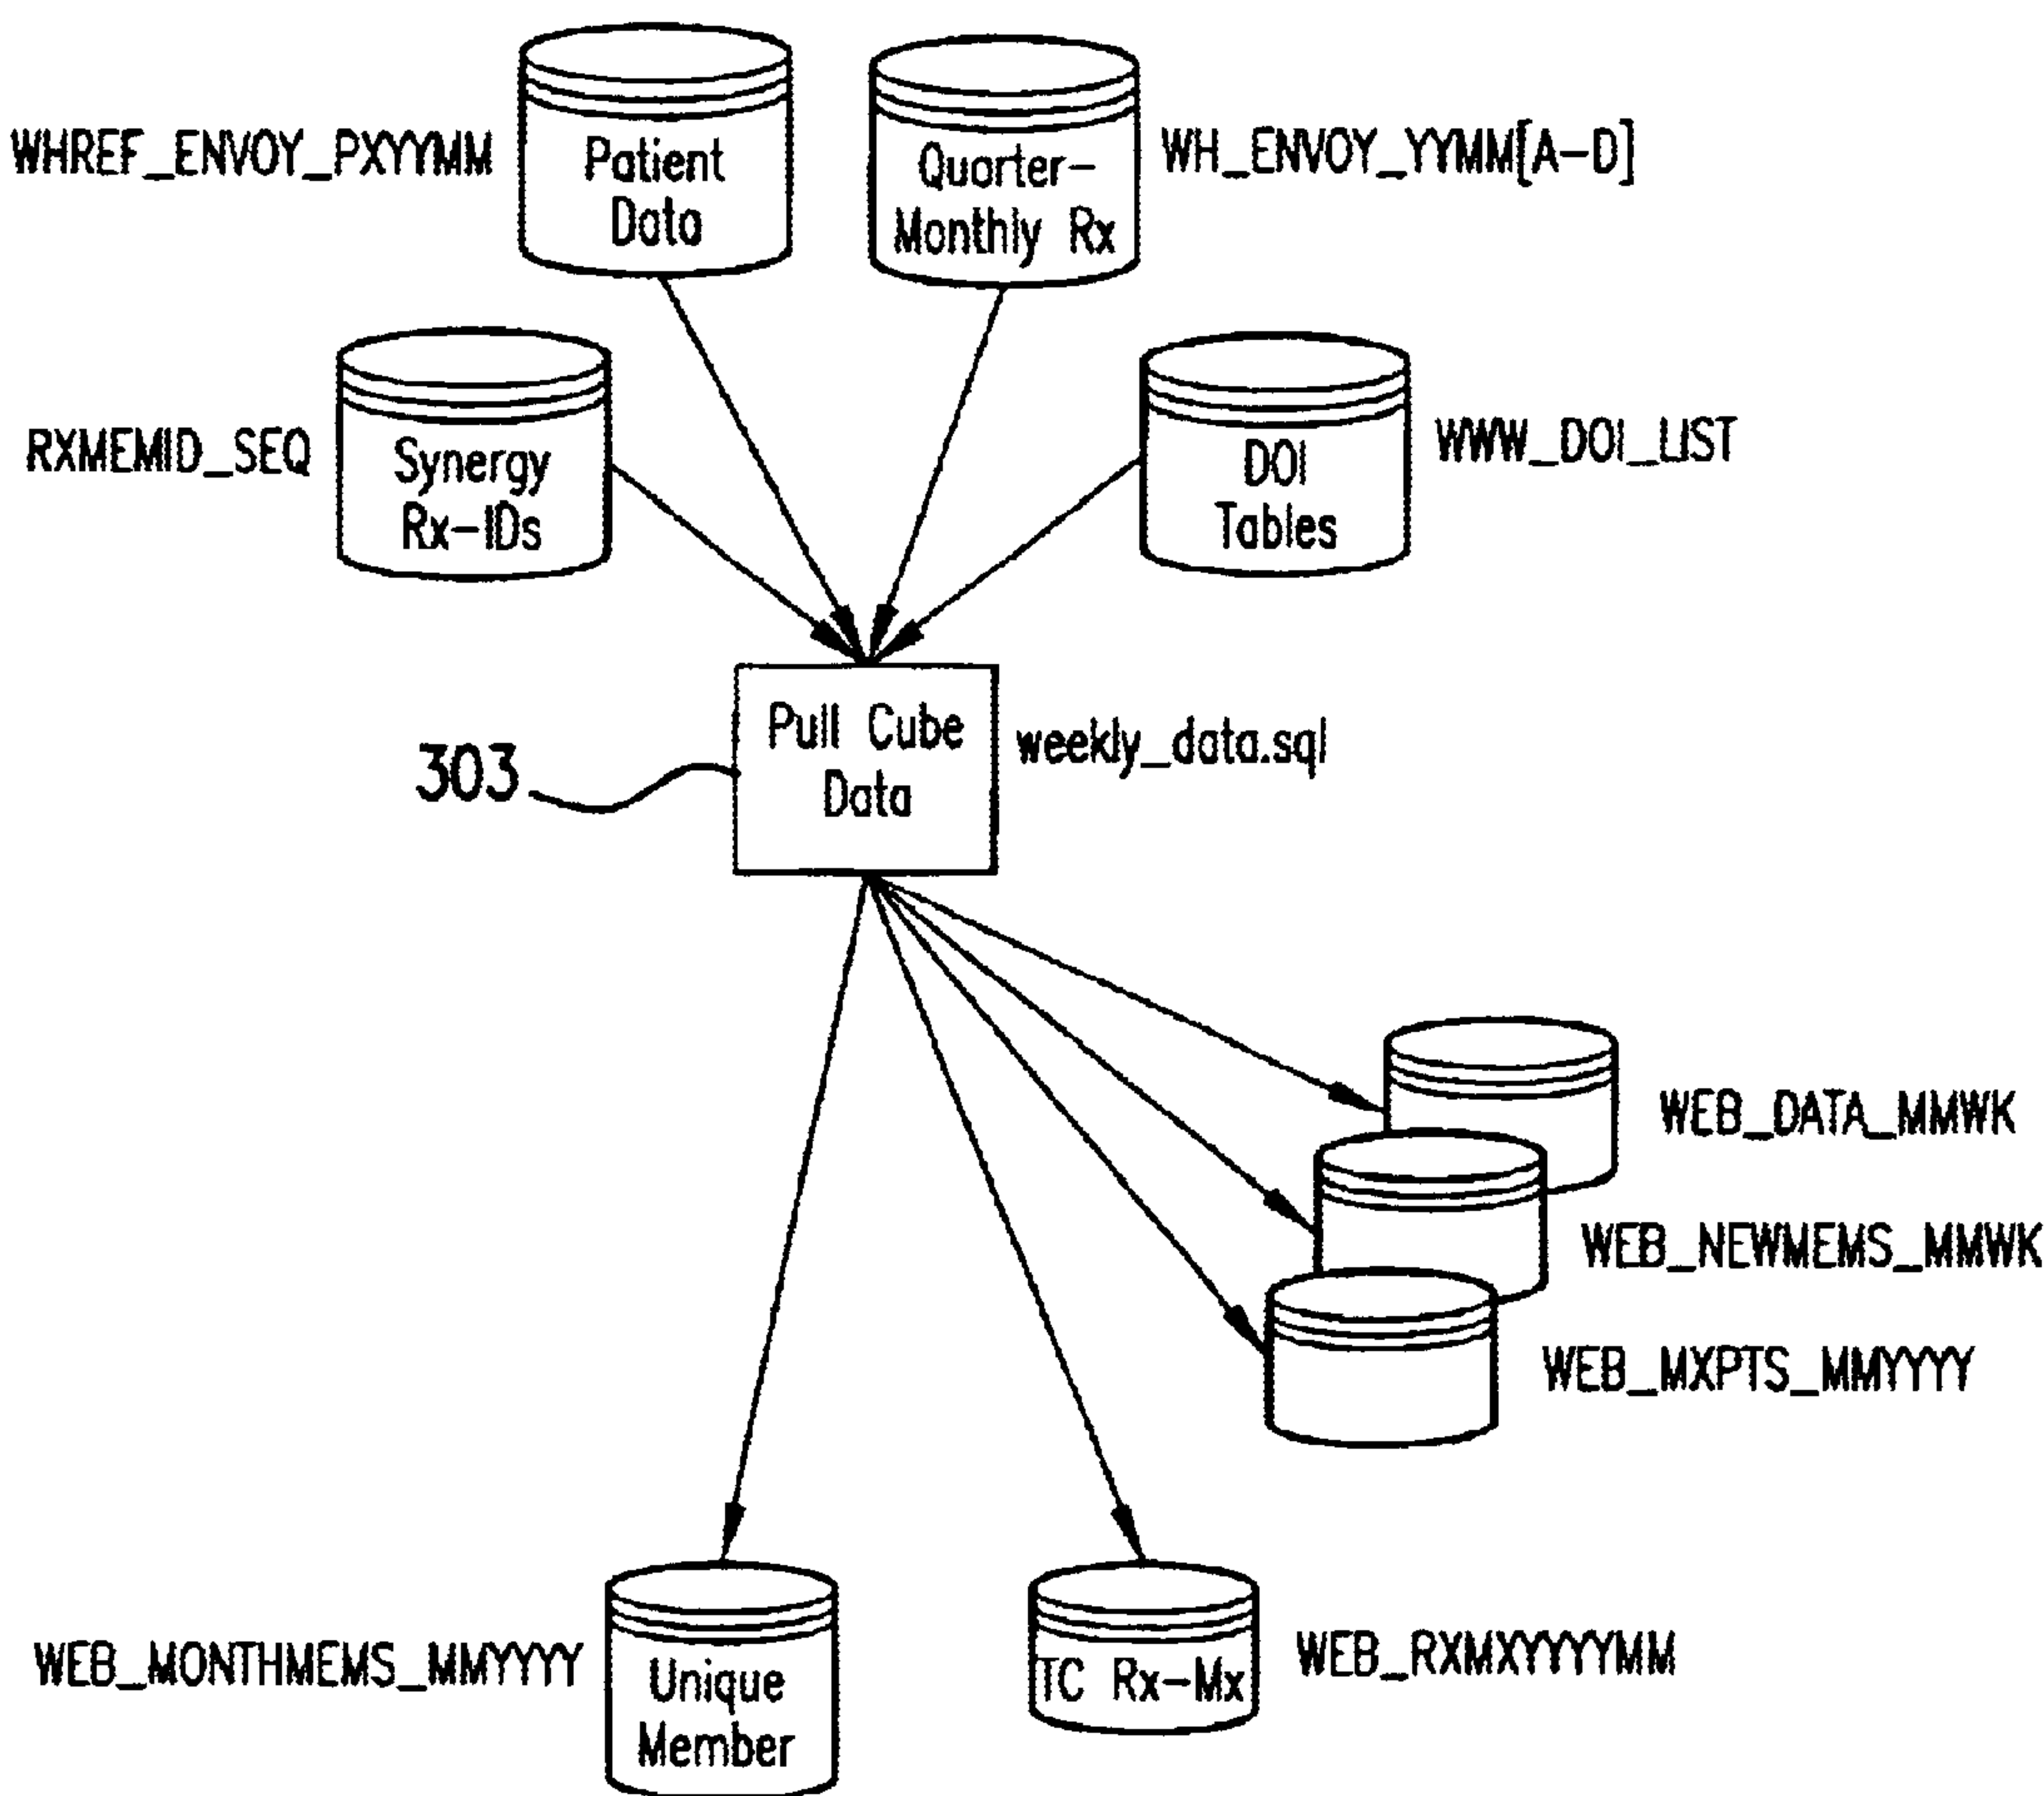 WHREF_ENVOY_PXYYMM
Patient
Data
Quarter-
Monthly Rx
WH_ENVOY_YYMM[A-D]
RXMEMID_SEQ
Synergy
Rx-IDs
DOI
Tables
WWW_DOI_LIST
303
Pull Cube
Data
weekly_data.sql
WEB_DATA_MMWK
WEB_NEWMEMS_MMWK
WEB_MXPTS_MMYYYY
WEB_MONTHMEMS_MMYYYY
Unique
Member
TC Rx-Mx
WEB_RXMXYYYYMM